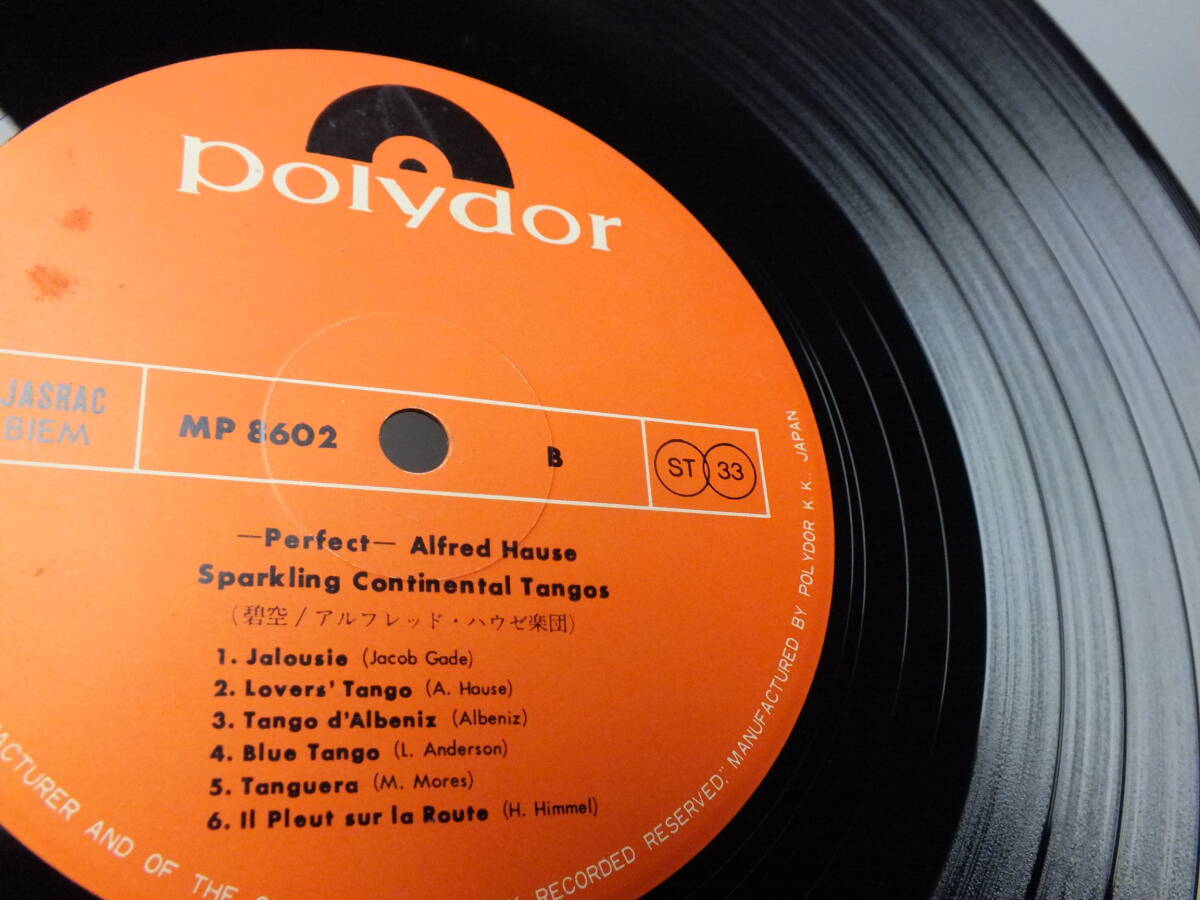 polydor
JASRAC
BIEM
MP 8602
B
ST 33
—Perfect— Alfred Hause
Sparkling Continental Tangos
(碧空/アルフレッド・ハウゼ楽団)
1. Jalousie (Jacob Gade)
2. Lovers' Tango (A. Hause)
3. Tango d'Albeniz (Albeniz)
4. Blue Tango (L. Anderson)
5. Tanguera (M. Mores)
6. Il Pleut sur la Route (H. Himmel)
ACTURER AND OF THE
RECORDED RESERVED." MANUFACTURED BY POLYDOR K.K., JAPAN